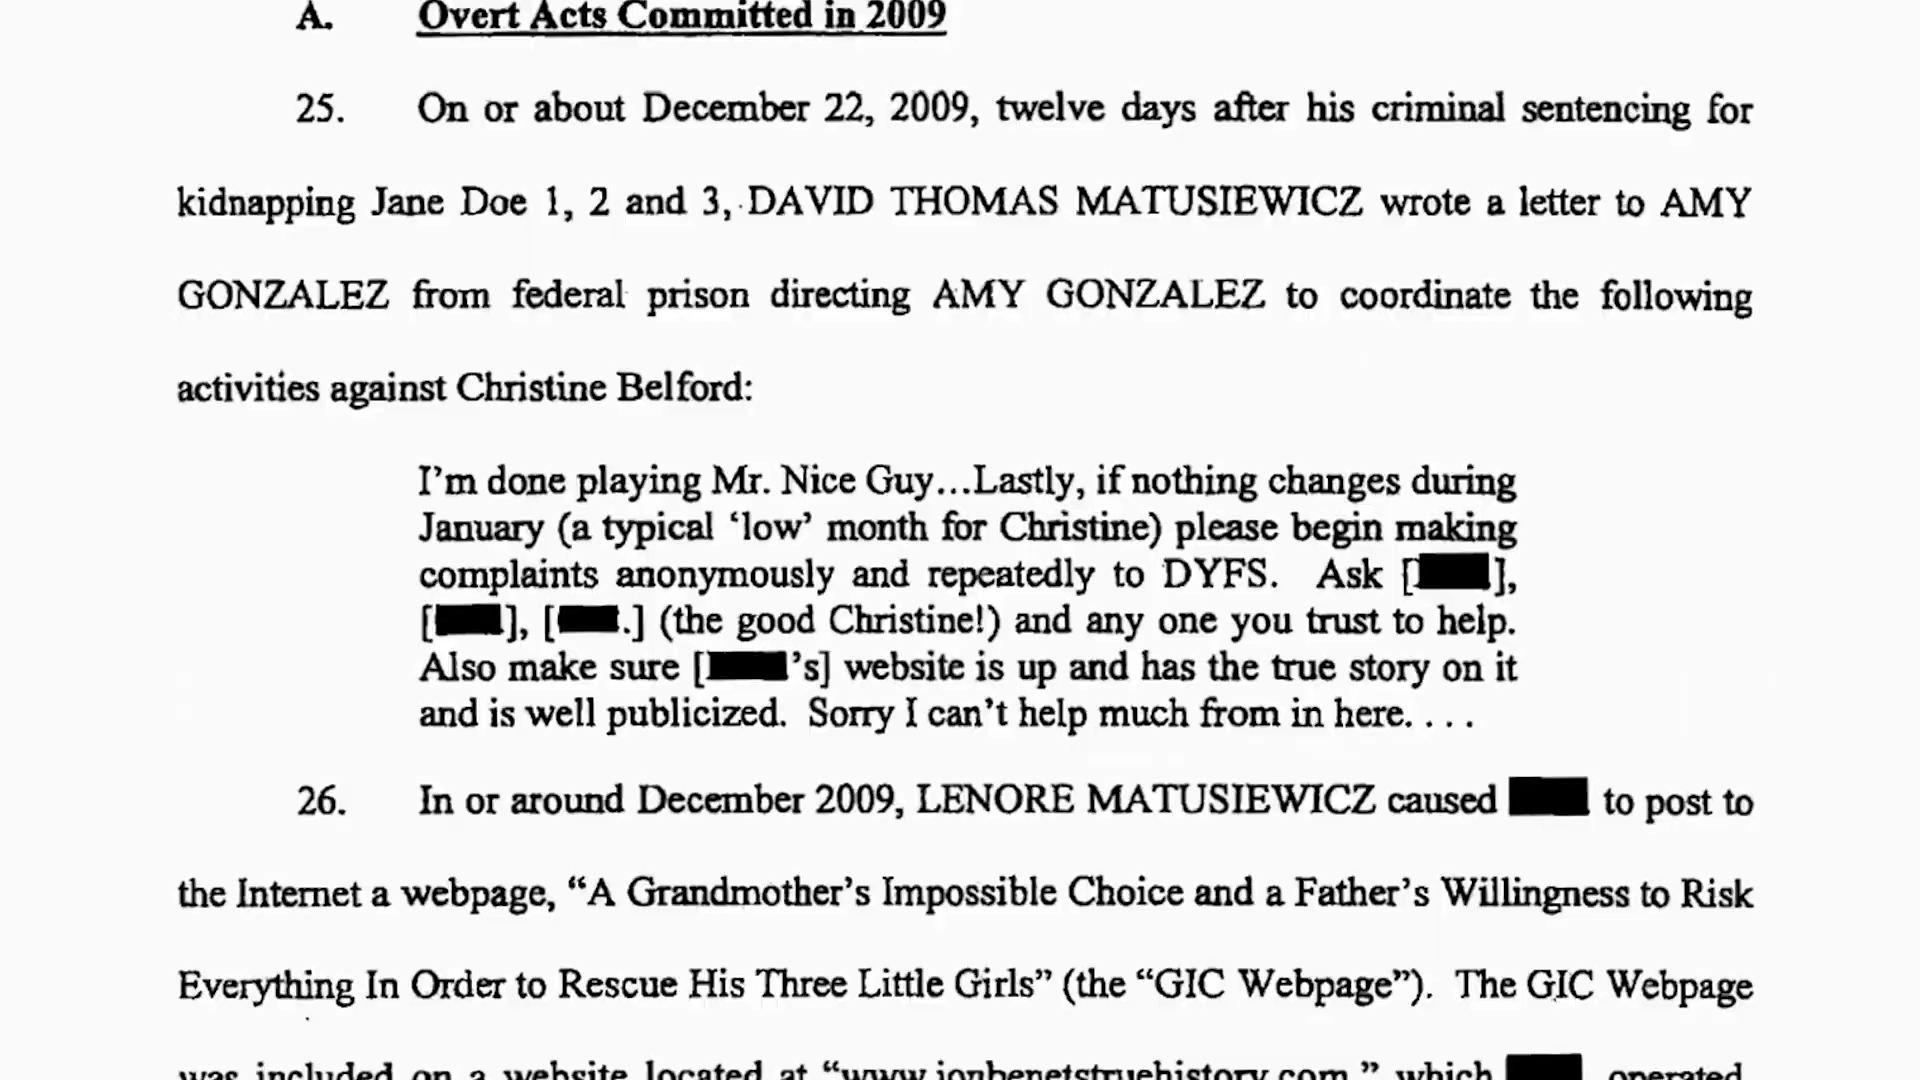 A. Overt Acts Committed in 2009
25. On or about December 22, 2009, twelve days after his criminal sentencing for
kidnapping Jane Doe 1, 2 and 3, DAVID THOMAS MATUSIEWICZ wrote a letter to AMY
GONZALEZ from federal prison directing AMY GONZALEZ to coordinate the following
activities against Christine Belford:
I'm done playing Mr. Nice Guy...Lastly, if nothing changes during
January (a typical ‘low’ month for Christine) please begin making
complaints anonymously and repeatedly to DYFS. Ask [],
[], [.] (the good Christine!) and any one you trust to help.
Also make sure ['s] website is up and has the true story on it
and is well publicized. Sorry I can't help much from in here. . . .
26. In or around December 2009, LENORE MATUSIEWICZ caused to post to
the Internet a webpage, “A Grandmother's Impossible Choice and a Father's Willingness to Risk
Everything In Order to Rescue His Three Little Girls” (the “GIC Webpage”). The GIC Webpage
was included on a website located at “www.jonbenetstruehistory.com,” which operated